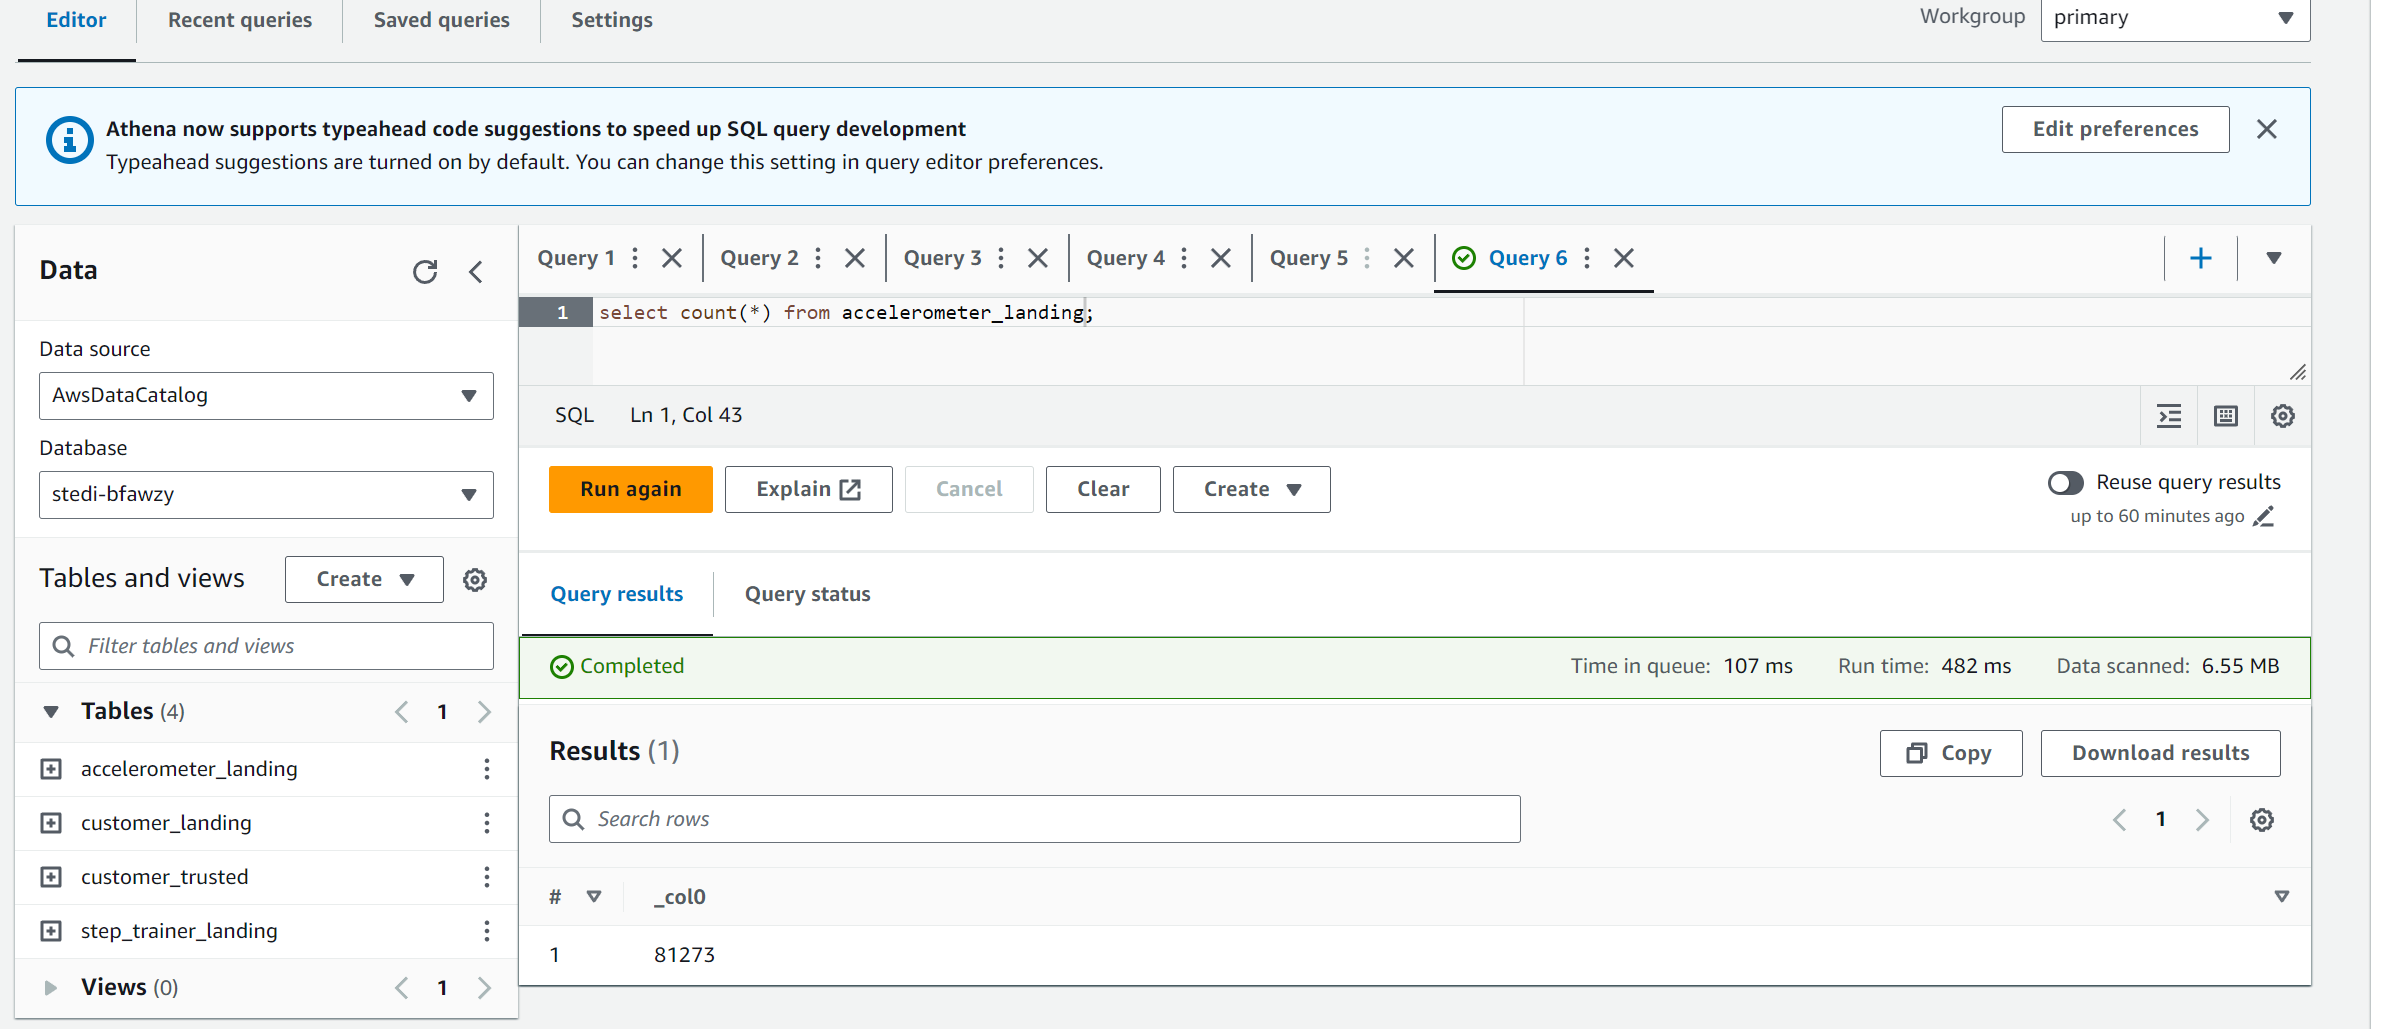 Editor
Recent queries
Saved queries
Settings
Workgroup
primary
Athena now supports typeahead code suggestions to speed up SQL query development
Typeahead suggestions are turned on by default. You can change this setting in query editor preferences.
Edit preferences
Data
Data source
AwsDataCatalog
Database
stedi-bfawzy
Tables and views
Create
Filter tables and views
Tables (4)
1
accelerometer_landing
customer_landing
customer_trusted
step_trainer_landing
Views (0)
1
Query 1
Query 2
Query 3
Query 4
Query 5
Query 6
1
select count(*) from accelerometer_landing;
SQL
Ln 1, Col 43
Run again
Explain
Cancel
Clear
Create
Reuse query results
up to 60 minutes ago
Query results
Query status
Completed
Time in queue: 107 ms
Run time: 482 ms
Data scanned: 6.55 MB
Results (1)
Copy
Download results
Search rows
1
#
_col0
1
81273